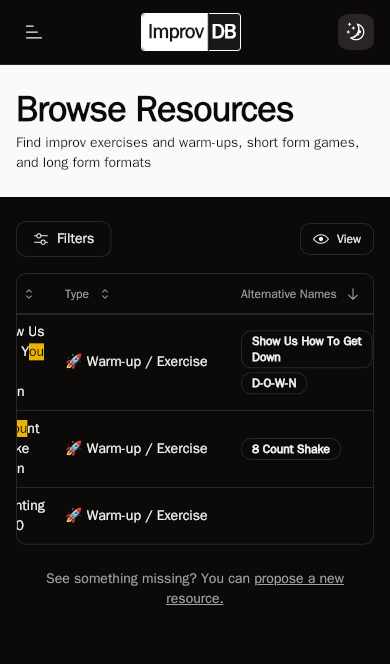 Improv DB
Browse Resources
Find improv exercises and warm-ups, short form games,
and long form formats
Filters
View
Type
Alternative Names
w Us
You
n
🚀 Warm-up / Exercise
Show Us How To Get
Down
D-O-W-N
ount
ke
n
🚀 Warm-up / Exercise
8 Count Shake
nting
0
🚀 Warm-up / Exercise
See something missing? You can propose a new
resource.